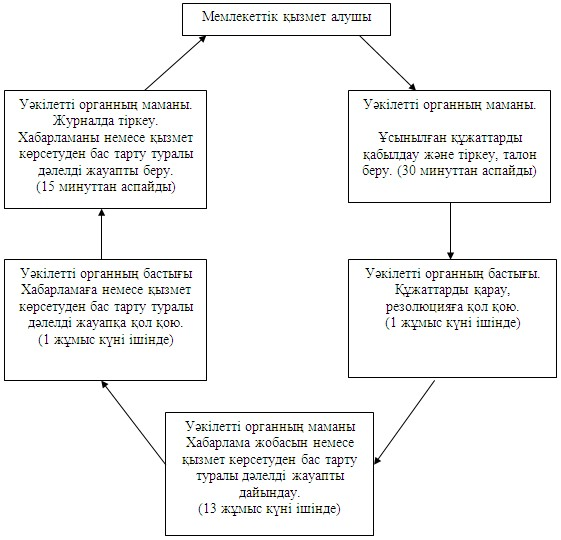 Мемлекеттік қызмет алушы
Уәкілетті органның маманы.
Ұсынылған құжаттарды
қабылдау және тіркеу, талон
беру. (30 минуттан аспайды)
Уәкілетті органның бастығы.
Құжаттарды қарау,
резолюцияға қол қою.
(1 жұмыс күні ішінде)
Уәкілетті органның маманы
Хабарлама жобасын немесе
қызмет көрсетуден бас тарту
туралы дәлелді жауапты
дайындау.
(13 жұмыс күні ішінде)
Уәкілетті органның бастығы
Хабарламаға немесе қызмет
көрсетуден бас тарту туралы
дәлелді жауапқа қол қою.
(1 жұмыс күні ішінде)
Уәкілетті органның маманы.
Журналда тіркеу.
Хабарламаны немесе қызмет
көрсетуден бас тарту туралы
дәлелді жауапты беру.
(15 минуттан аспайды)